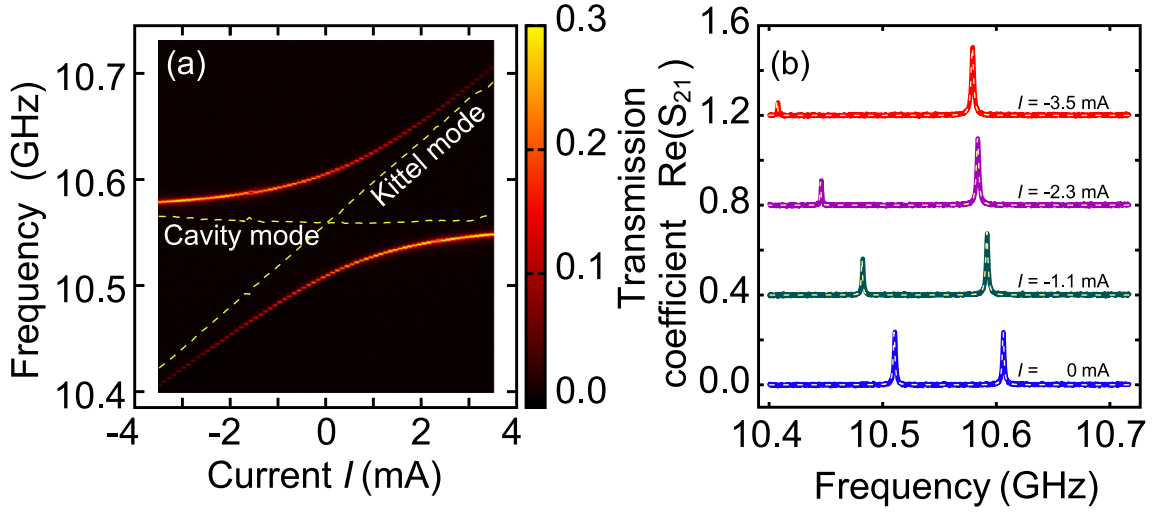 (a)
Frequency (GHz)
10.7
10.6
10.5
10.4
-4
-2
0
2
4
Current I (mA)
Kittel mode
Cavity mode
0.3
0.2
0.1
0.0
Transmission
coefficient Re(S21)
(b)
1.6
1.2
0.8
0.4
0.0
I = -3.5 mA
I = -2.3 mA
I = -1.1 mA
I = 0 mA
10.4
10.5
10.6
10.7
Frequency (GHz)